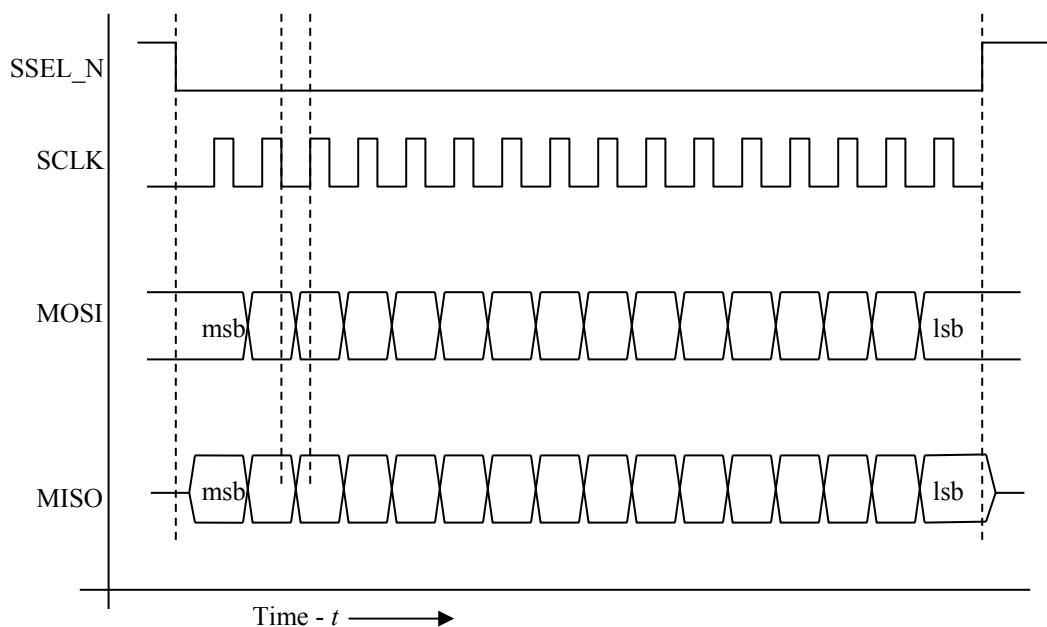 SSEL_N
SCLK
MOSI
msb
lsb
MISO
msb
lsb
Time - t